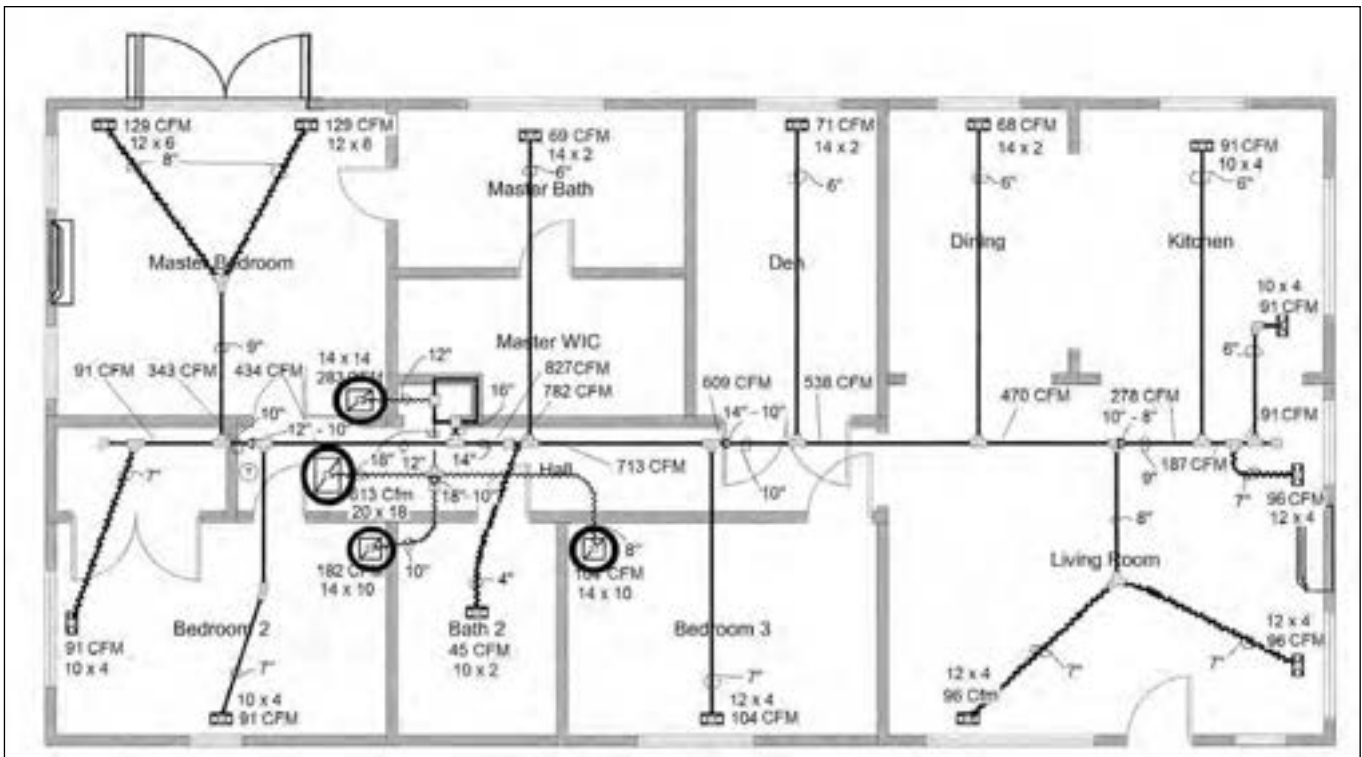 129 CFM
12 x 6
129 CFM
12 x 6
8"
69 CFM
14 x 2
6"
Master Bath
71 CFM
14 x 2
6"
68 CFM
14 x 2
6"
91 CFM
10 x 4
6"
Master Bedroom
Den
Dining
Kitchen
9"
10 x 4
91 CFM
6"
Master WIC
91 CFM
343 CFM
434 CFM
14 x 14
12"
827CFM
782 CFM
16"
609 CFM
538 CFM
470 CFM
278 CFM
91 CFM
10"
12" - 10"
14" - 10"
10" - 8"
T
18"
12"
14"
Hall
713 CFM
10"
9"
187 CFM
7"
7"
613 Cfm
20 x 18
18"- 10"
96 CFM
12 x 4
182 CFM
14 x 10
10"
4"
8"
104 CFM
14 x 10
8"
Living Room
91 CFM
10 x 4
Bedroom 2
Bath 2
45 CFM
10 x 2
Bedroom 3
12 x 4
96 CFM
7"
10 x 4
91 CFM
7"
12 x 4
104 CFM
12 x 4
96 Cfm
7"
7"